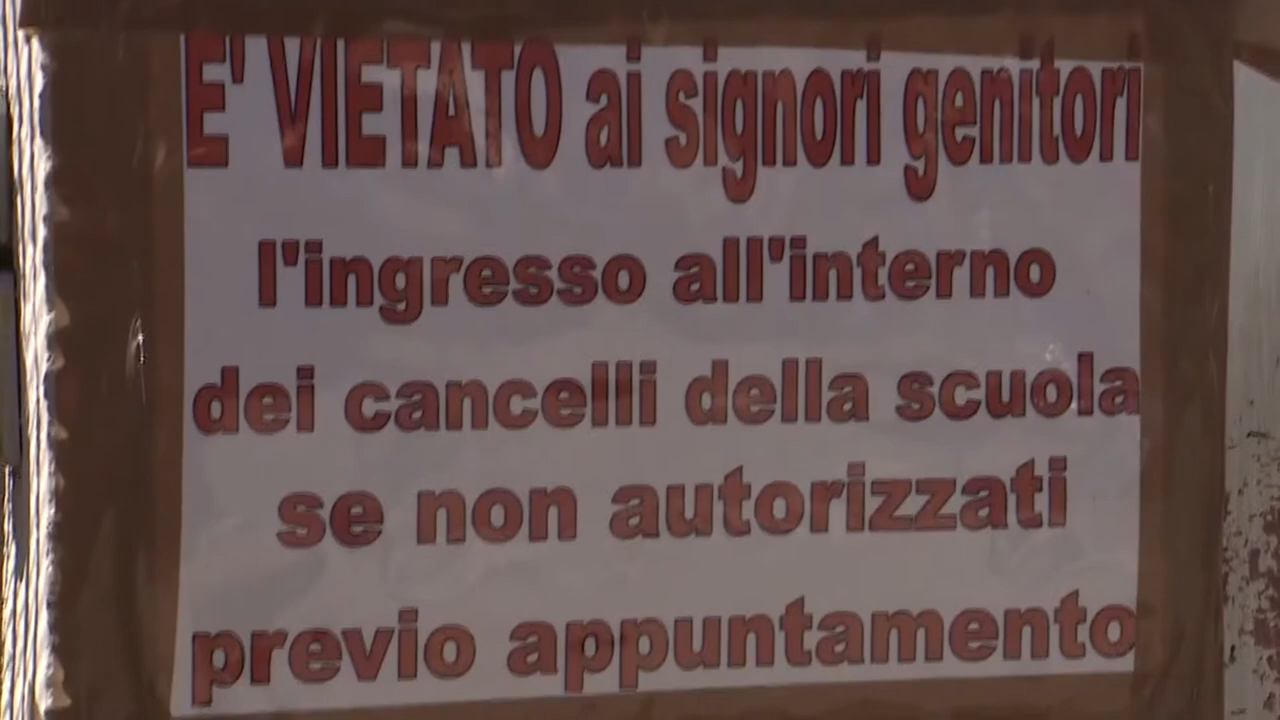 E' VIETATO ai signori genitori
l'ingresso all'interno
dei cancelli della scuola
se non autorizzati
previo appuntamento